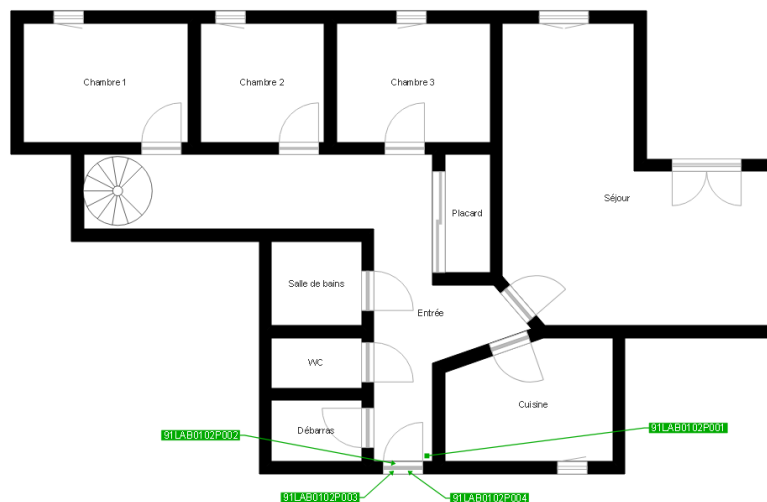 Chambre 1
Chambre 2
Chambre 3
Séjour
Placard
Salle de bains
Entrée
WC
Cuisine
Débarras
91LAB0102P001
91LAB0102P002
91LAB0102P003
91LAB0102P004